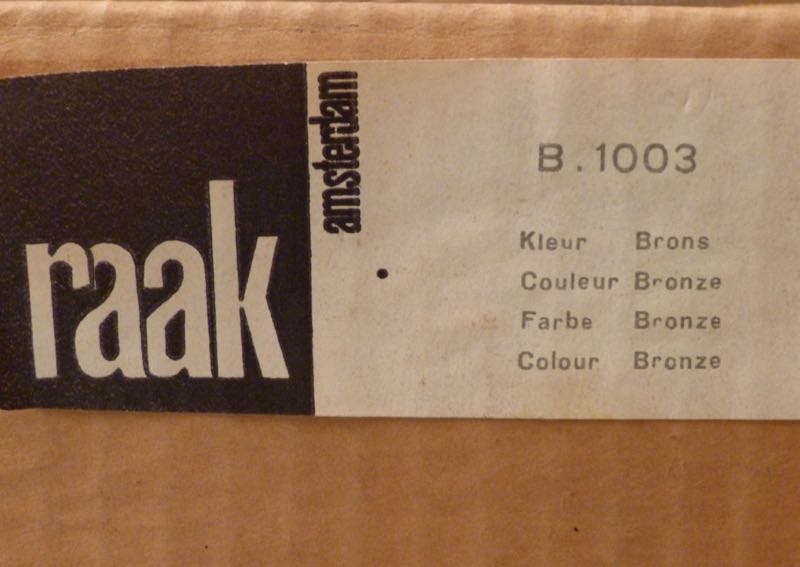 raak
amsterdam
B.1003
Kleur Brons
Couleur Bronze
Farbe Bronze
Colour Bronze